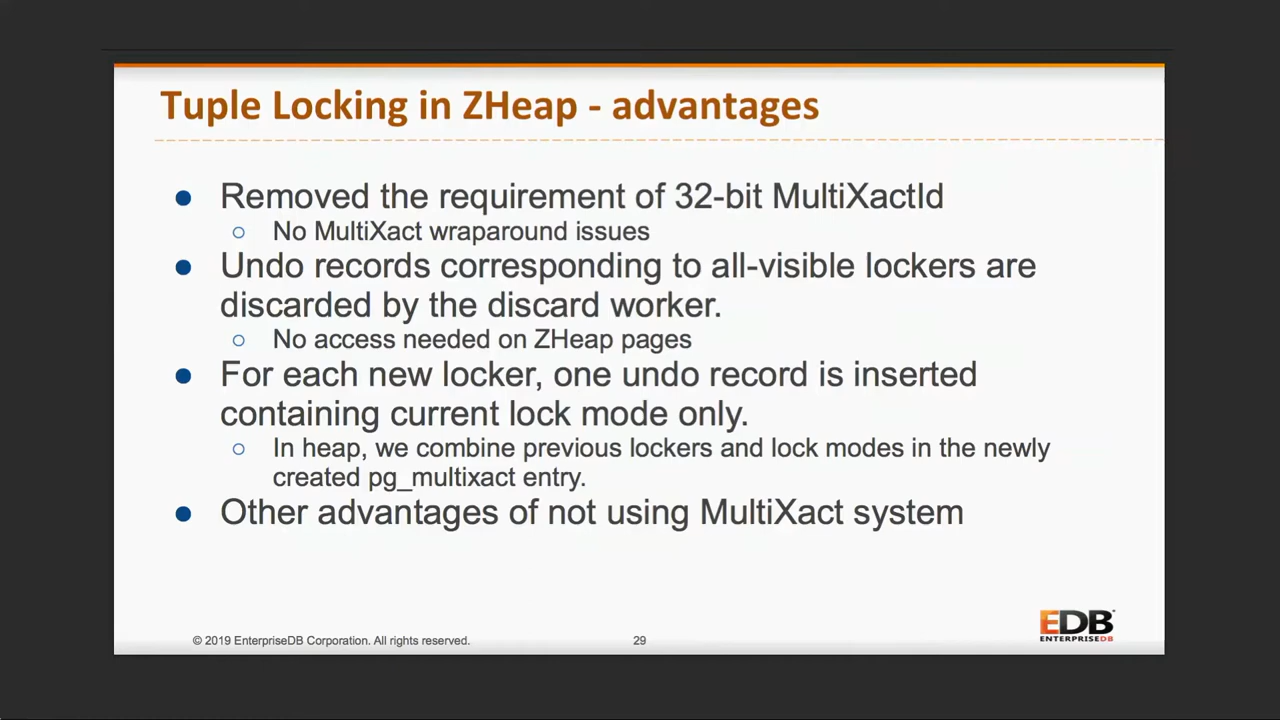 Tuple Locking in ZHeap - advantages
● Removed the requirement of 32-bit MultiXactId
○ No MultiXact wraparound issues
● Undo records corresponding to all-visible lockers are
discarded by the discard worker.
○ No access needed on ZHeap pages
● For each new locker, one undo record is inserted
containing current lock mode only.
○ In heap, we combine previous lockers and lock modes in the newly
created pg_multixact entry.
● Other advantages of not using MultiXact system
© 2019 EnterpriseDB Corporation. All rights reserved.
29
EDB
ENTERPRISEDB